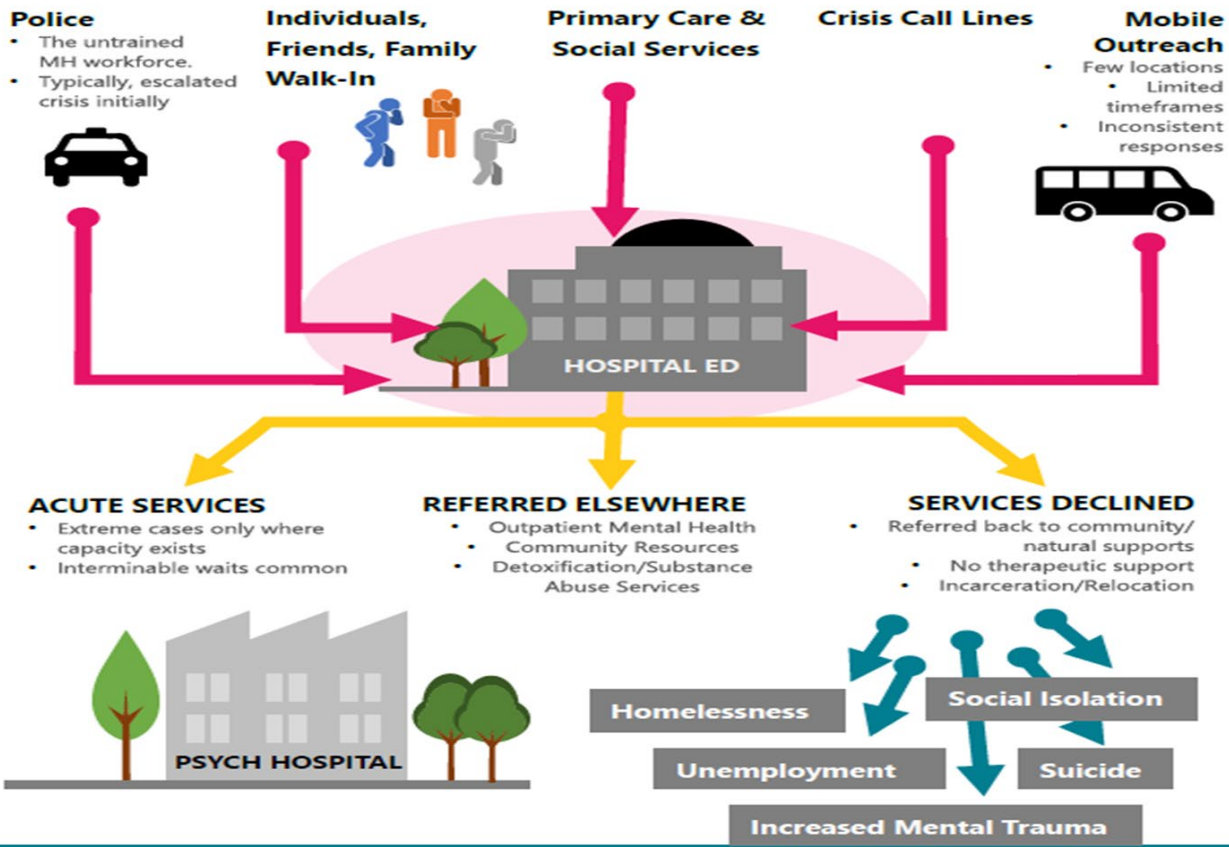 Police
• The untrained
MH workforce.
• Typically, escalated
crisis initially
Individuals,
Friends, Family
Walk-In
Primary Care &
Social Services
Crisis Call Lines
Mobile
Outreach
• Few locations
• Limited
timeframes
• Inconsistent
responses
HOSPITAL ED
ACUTE SERVICES
• Extreme cases only where
capacity exists
• Interminable waits common
REFERRED ELSEWHERE
• Outpatient Mental Health
• Community Resources
• Detoxification/Substance
Abuse Services
SERVICES DECLINED
• Referred back to community/
natural supports
• No therapeutic support
• Incarceration/Relocation
PSYCH HOSPITAL
Homelessness
Social Isolation
Unemployment
Suicide
Increased Mental Trauma